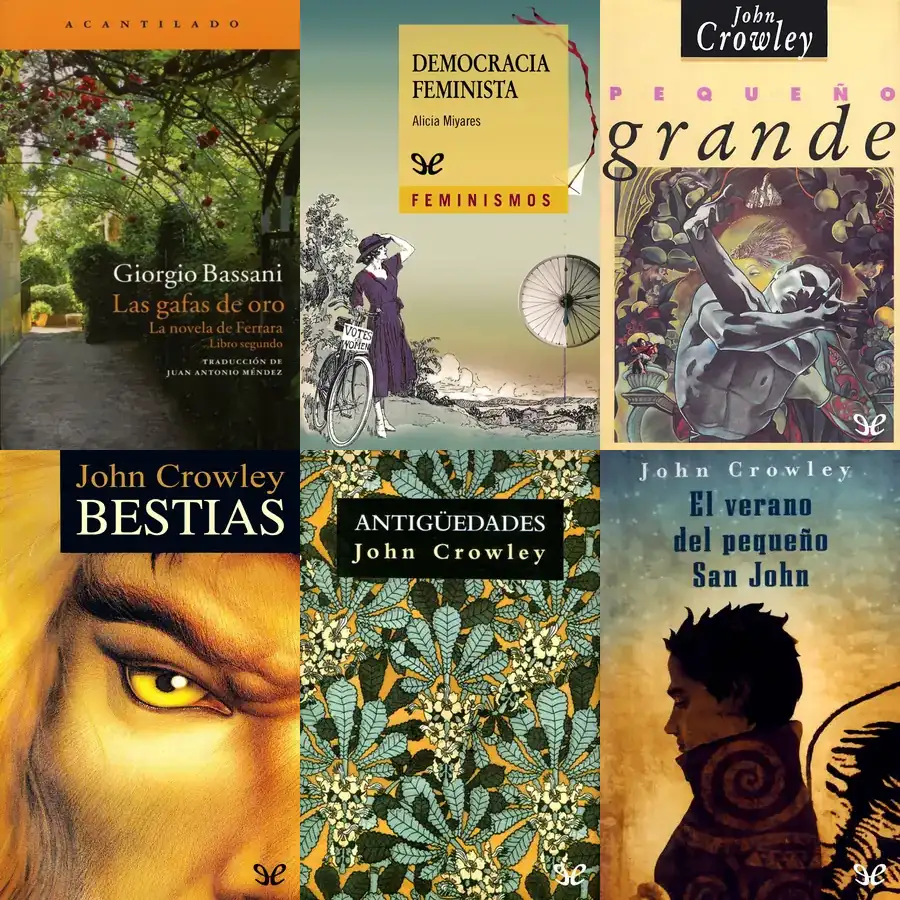 ACANTILADO
Giorgio Bassani
Las gafas de oro
La novela de Ferrara
Libro segundo
TRADUCCIÓN DE
JUAN ANTONIO MÉNDEZ
DEMOCRACIA
FEMINISTA
Alicia Miyares
FEMINISMOS
VOTES
WOMEN
John
Crowley
PEQUEÑO
grande
John Crowley
BESTIAS
ANTIGÜEDADES
John Crowley
John Crowley
El verano
del pequeño
San John